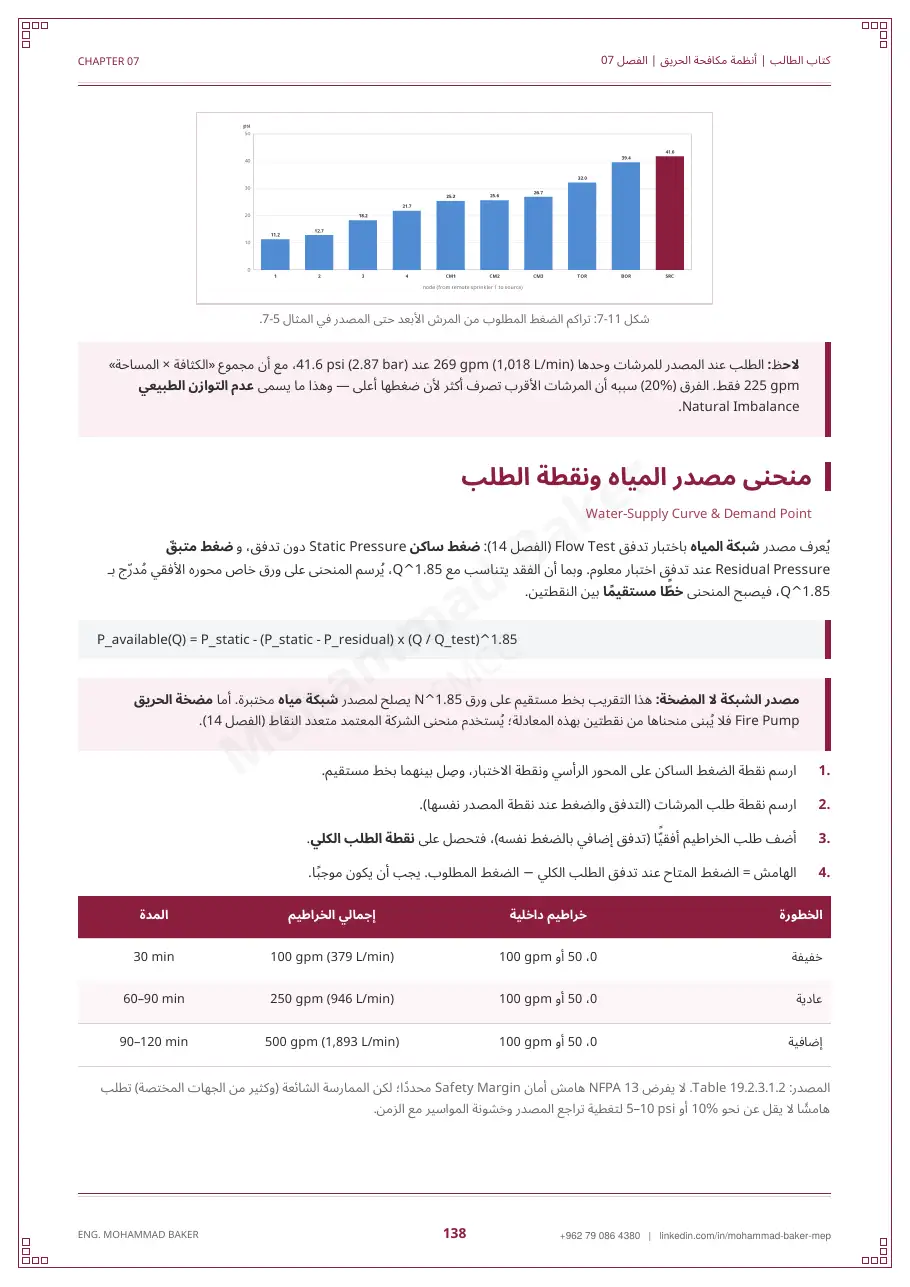 كتاب الطالب | أنظمة مكافحة الحريق | الفصل 07
CHAPTER 07
psi
50
40
30
20
10
0
11.2
12.7
18.2
21.7
25.3
25.6
26.7
32.0
39.4
41.6
1 2 3 4 CM1 CM2 CM3 TOR BOR SRC
node (from remote sprinkler 1 to source)
شكل 11-7: تراكم الضغط المطلوب من المرش الأبعد حتى المصدر في المثال 5-7.
لاحظ: الطلب عند المصدر للمرشات وحدها 269 gpm (1,018 L/min) عند 41.6 psi (2.87 bar)، مع أن مجموع «الكثافة × المساحة»
225 gpm فقط. الفرق (20%) سببه أن المرشات الأقرب تصرف أكثر لأن ضغطها أعلى — وهذا ما يسمى عدم التوازن الطبيعي
Natural Imbalance.
منحنى مصدر المياه ونقطة الطلب
Water-Supply Curve & Demand Point
يُعرف مصدر شبكة المياه باختبار تدفق Flow Test (الفصل 14): ضغط ساكن Static Pressure دون تدفق، و ضغط متبقّ
Residual Pressure عند تدفق اختبار معلوم. وبما أن الفقد يتناسب مع Q^1.85، يُرسم المنحنى على ورق خاص محوره الأفقي مُدرّج بـ
Q^1.85، فيصبح المنحنى خطًّا مستقيمًا بين النقطتين.
P_available(Q) = P_static - (P_static - P_residual) x (Q / Q_test)^1.85
مصدر الشبكة لا المضخة: هذا التقريب بخط مستقيم على ورق N^1.85 يصلح لمصدر شبكة مياه مختبرة. أما مضخة الحريق
Fire Pump فلا يُبنى منحناها من نقطتين بهذه المعادلة؛ يُستخدم منحنى الشركة المعتمد متعدد النقاط (الفصل 14).
1. ارسم نقطة الضغط الساكن على المحور الرأسي ونقطة الاختبار، وصِل بينهما بخط مستقيم.
2. ارسم نقطة طلب المرشات (التدفق والضغط عند نقطة المصدر نفسها).
3. أضف طلب الخراطيم أفقيًّا (تدفق إضافي بالضغط نفسه)، فتحصل على نقطة الطلب الكلي.
4. الهامش = الضغط المتاح عند تدفق الطلب الكلي − الضغط المطلوب. يجب أن يكون موجبًا.
الخطورة خراطيم داخلية إجمالي الخراطيم المدة
خفيفة 0، 50 أو 100 gpm 100 gpm (379 L/min) 30 min
عادية 0، 50 أو 100 gpm 250 gpm (946 L/min) 60–90 min
إضافية 0، 50 أو 100 gpm 500 gpm (1,893 L/min) 90–120 min
المصدر: Table 19.2.3.1.2. لا يفرض NFPA 13 هامش أمان Safety Margin محددًا؛ لكن الممارسة الشائعة (وكثير من الجهات المختصة) تطلب
هامشًا لا يقل عن نحو 10% أو 5–10 psi لتغطية تراجع المصدر وخشونة المواسير مع الزمن.
Mohammad Baker
SMEC
ENG. MOHAMMAD BAKER
138
+962 79 086 4380 | linkedin.com/in/mohammad-baker-mep